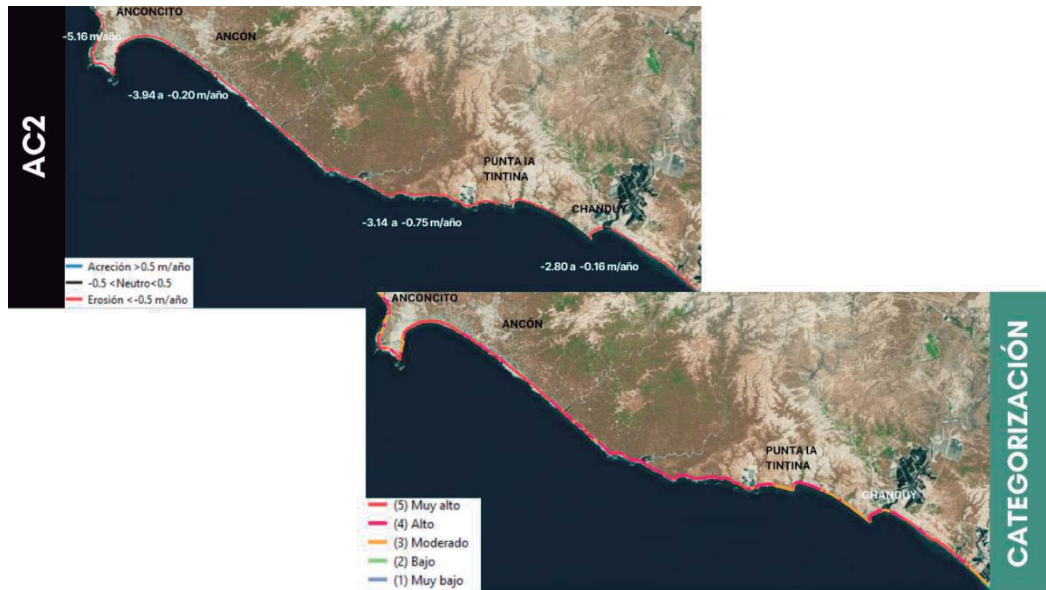 AC2
ANCONCITO
-5.16 m/año
ANCÓN
-3.94 a -0.20 m/año
PUNTA lA
TINTINA
-3.14 a -0.75 m/año
CHANDUY
-2.80 a -0.16 m/año
Acreción >0.5 m/año
-0.5 <Neutro<0.5
Erosión <-0.5 m/año
ANCONCITO
ANCÓN
PUNTA lA
TINTINA
CHANDUY
(5) Muy alto
(4) Alto
(3) Moderado
(2) Bajo
(1) Muy bajo
CATEGORIZACIÓN